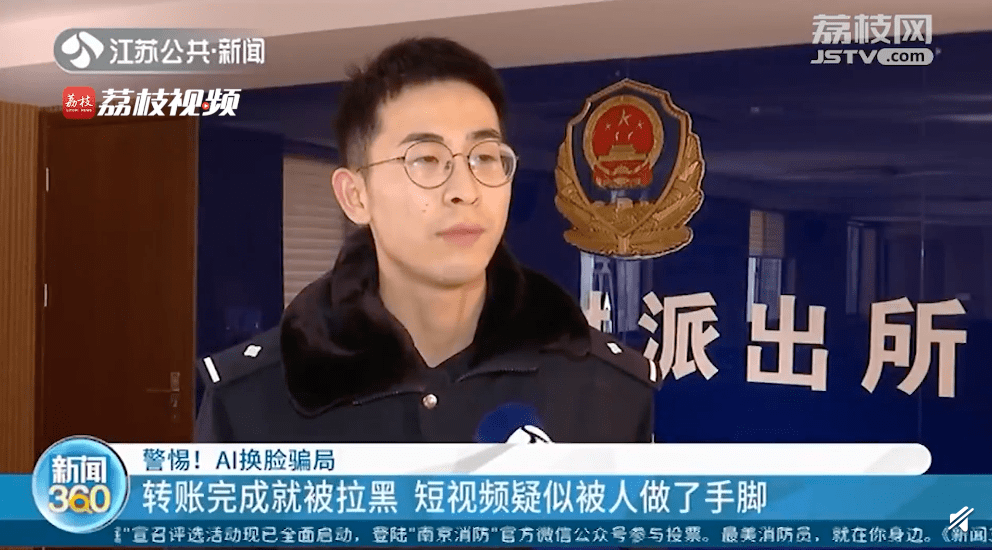 江苏公共·新闻
荔枝网
JSTV.com
荔枝
荔枝视频
派出所
新闻
360
警惕！AI换脸骗局
转账完成就被拉黑 短视频疑似被人做了手脚
"宣召评选活动现已全面启动，登陆"南京消防"官方微信公众号参与投票。最美消防员，就在你身边。《新闻3